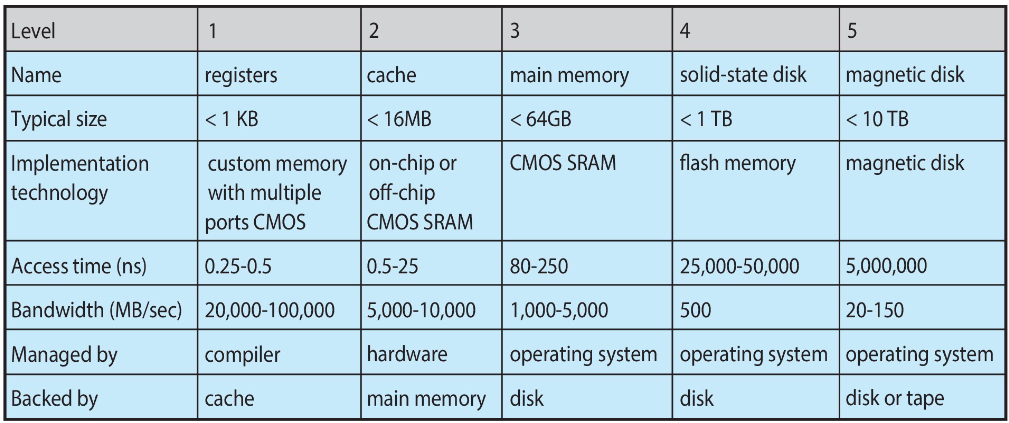 Level 1 2 3 4 5
Name registers cache main memory solid-state disk magnetic disk
Typical size < 1 KB < 16MB < 64GB < 1 TB < 10 TB
Implementation custom memory on-chip or CMOS SRAM flash memory magnetic disk
technology with multiple off-chip
ports CMOS CMOS SRAM
Access time (ns) 0.25-0.5 0.5-25 80-250 25,000-50,000 5,000,000
Bandwidth (MB/sec) 20,000-100,000 5,000-10,000 1,000-5,000 500 20-150
Managed by compiler hardware operating system operating system operating system
Backed by cache main memory disk disk disk or tape